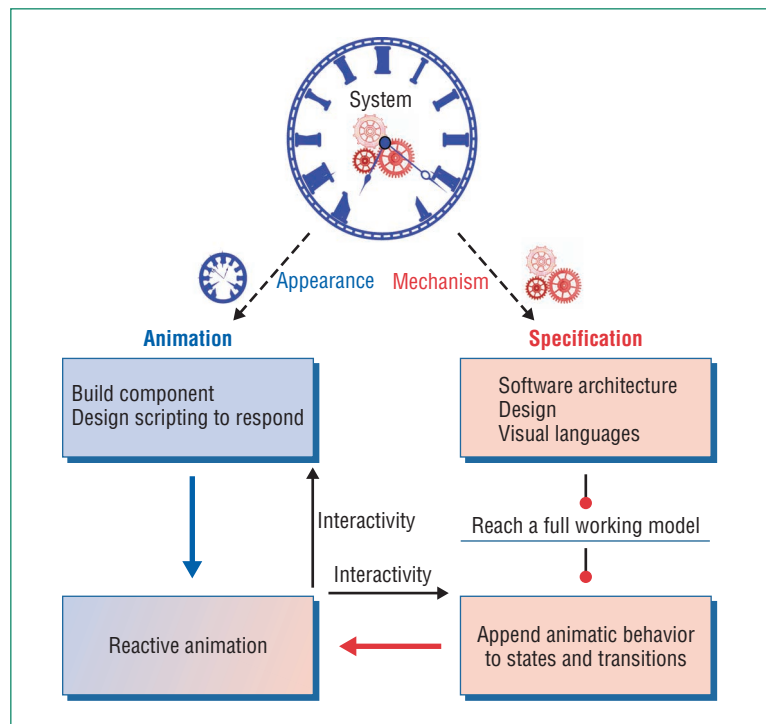 System
Appearance
Mechanism
Animation
Specification
Build component
Design scripting to respond
Software architecture
Design
Visual languages
Interactivity
Reach a full working model
Interactivity
Reactive animation
Append animatic behavior
to states and transitions